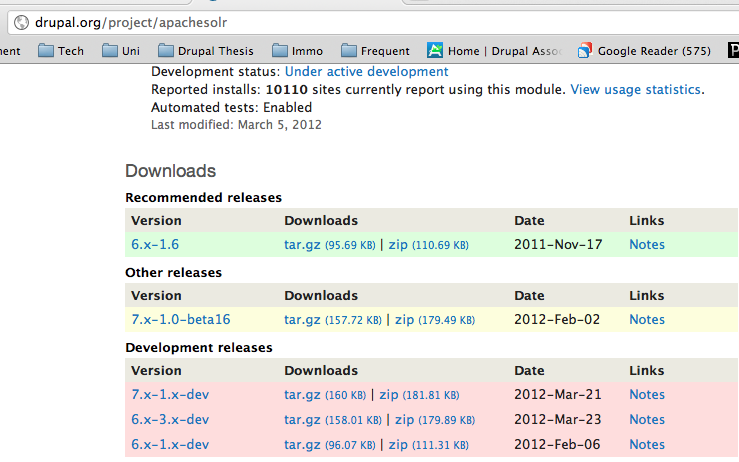 drupal.org/project/apachesolr
ment Tech Uni Drupal Thesis Immo Frequent Home | Drupal Asso Google Reader (575)
Development status: Under active development
Reported installs: 10110 sites currently report using this module. View usage statistics.
Automated tests: Enabled
Last modified: March 5, 2012
Downloads
Recommended releases
Version Downloads Date Links
6.x-1.6 tar.gz (95.69 KB) | zip (110.69 KB) 2011-Nov-17 Notes
Other releases
Version Downloads Date Links
7.x-1.0-beta16 tar.gz (157.72 KB) | zip (179.49 KB) 2012-Feb-02 Notes
Development releases
Version Downloads Date Links
7.x-1.x-dev tar.gz (160 KB) | zip (181.81 KB) 2012-Mar-21 Notes
6.x-3.x-dev tar.gz (158.01 KB) | zip (179.89 KB) 2012-Mar-23 Notes
6.x-1.x-dev tar.gz (96.07 KB) | zip (111.31 KB) 2012-Feb-06 Notes